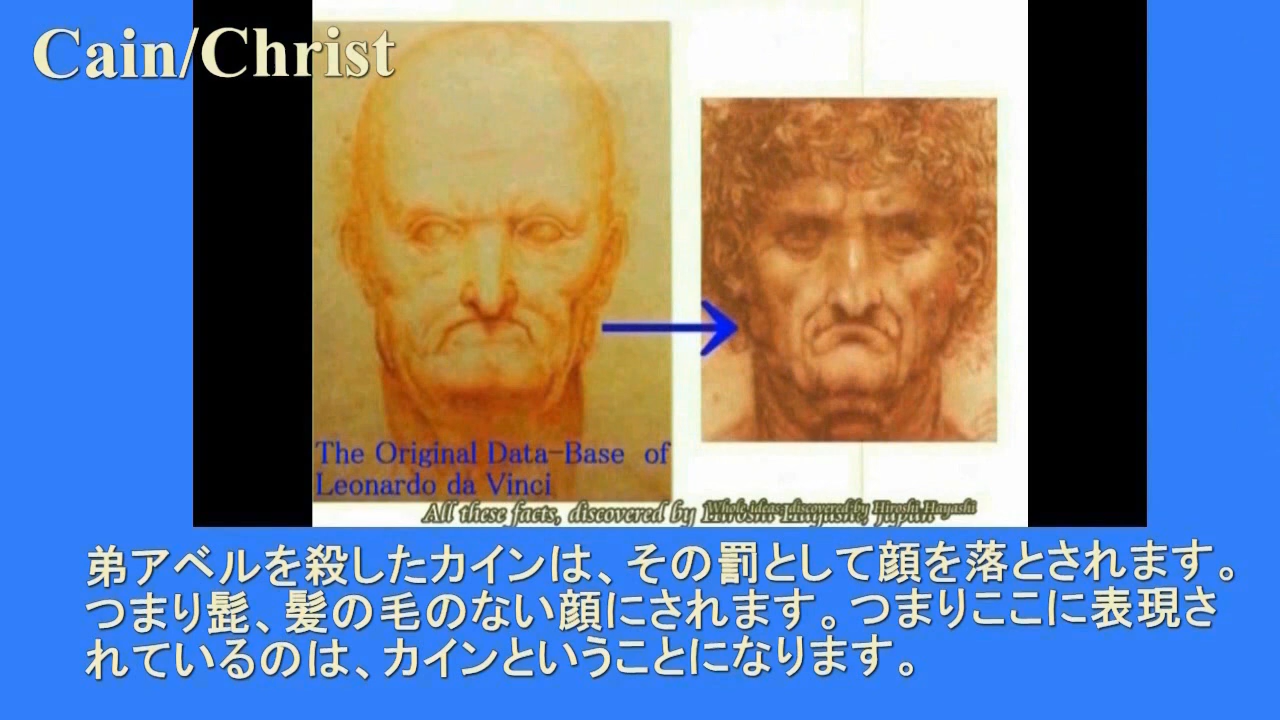 Cain/Christ
The Original Data-Base of
Leonardo da Vinci
All these facts, discovered by Hiroshi Hayashi, Japan
Whole ideas discovered by Hiroshi Hayashi
弟アベルを殺したカインは、その罰として顔を落とされます。
つまり髭、髪の毛のない顔にされます。つまりここに表現さ
れているのは、カインということになります。